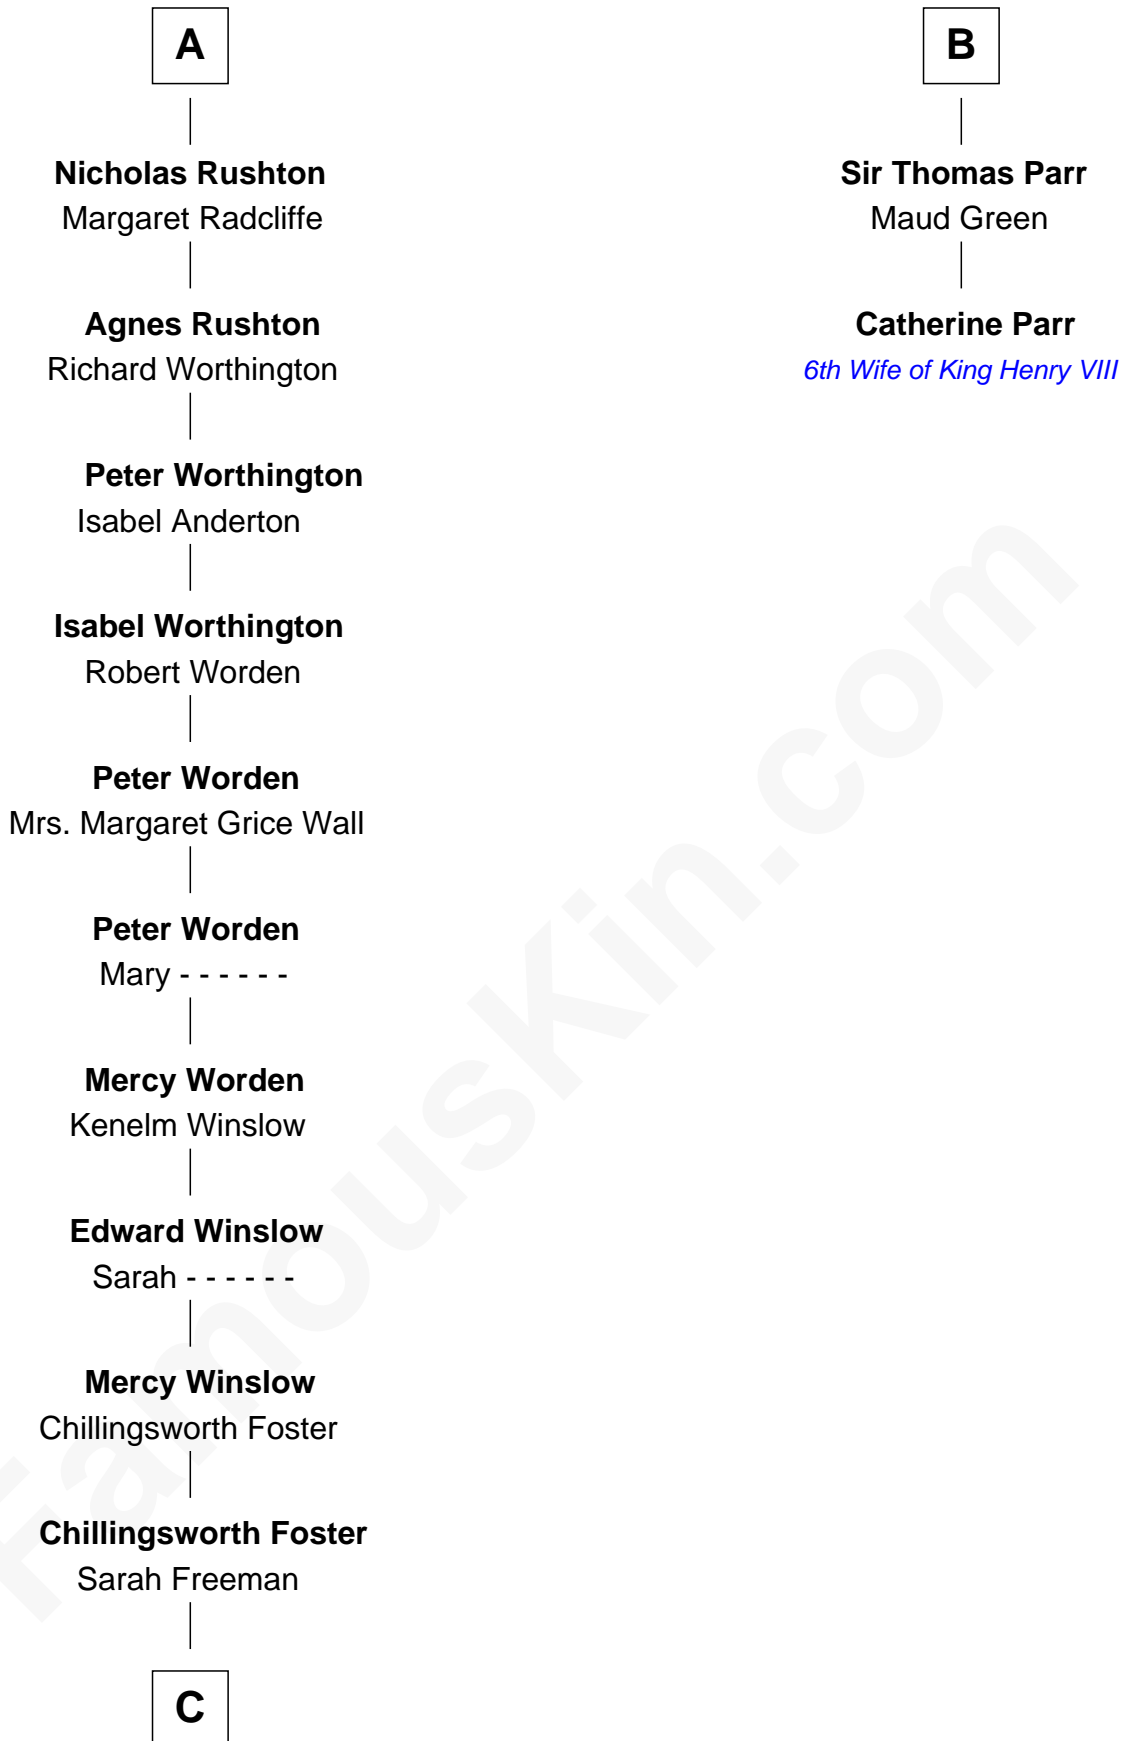 A
Nicholas Rushton
Margaret Radcliffe
Agnes Rushton
Richard Worthington
Peter Worthington
Isabel Anderton
Isabel Worthington
Robert Worden
Peter Worden
Mrs. Margaret Grice Wall
Peter Worden
Mary - - - - - -
Mercy Worden
Kenelm Winslow
Edward Winslow
Sarah - - - - - -
Mercy Winslow
Chillingsworth Foster
Chillingsworth Foster
Sarah Freeman
C
B
Sir Thomas Parr
Maud Green
Catherine Parr
6th Wife of King Henry VIII
FamousKin.com